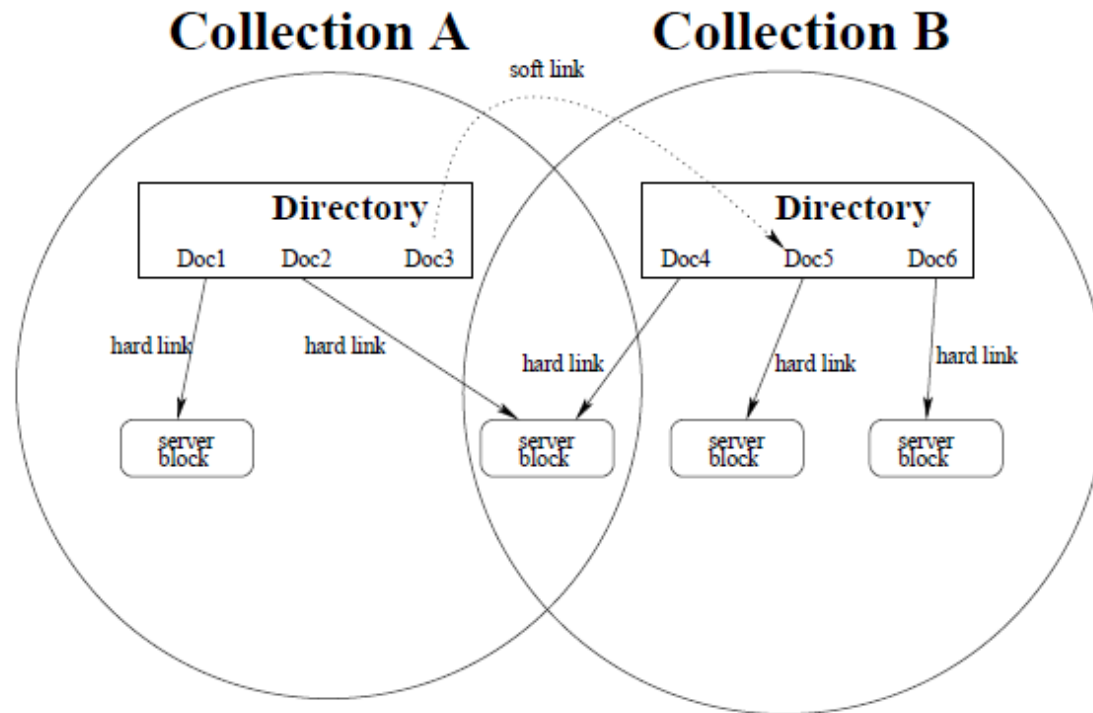 Collection A
Collection B
soft link
Directory
Doc1 Doc2 Doc3
Directory
Doc4 Doc5 Doc6
hard link
hard link
hard link
hard link
hard link
server
block
server
block
server
block
server
block